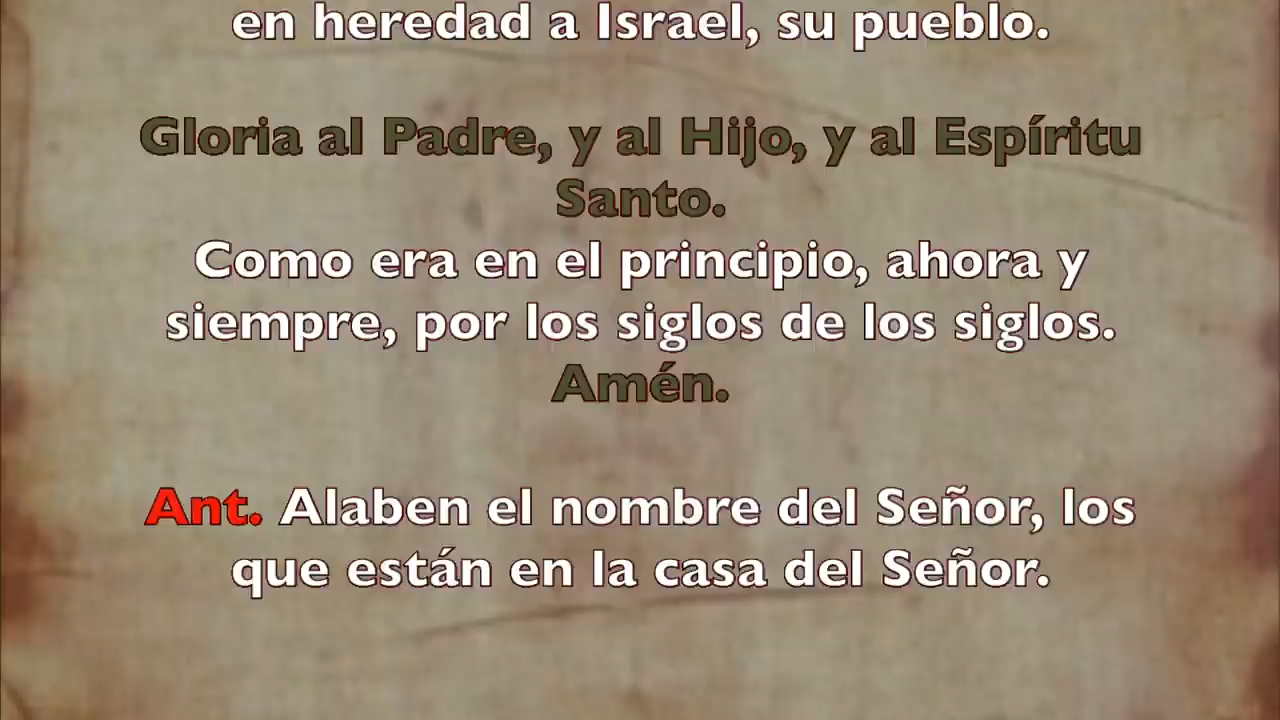 en heredad a Israel, su pueblo.
Gloria al Padre, y al Hijo, y al Espíritu
Santo.
Como era en el principio, ahora y
siempre, por los siglos de los siglos.
Amén.
Ant. Alaben el nombre del Señor, los
que están en la casa del Señor.